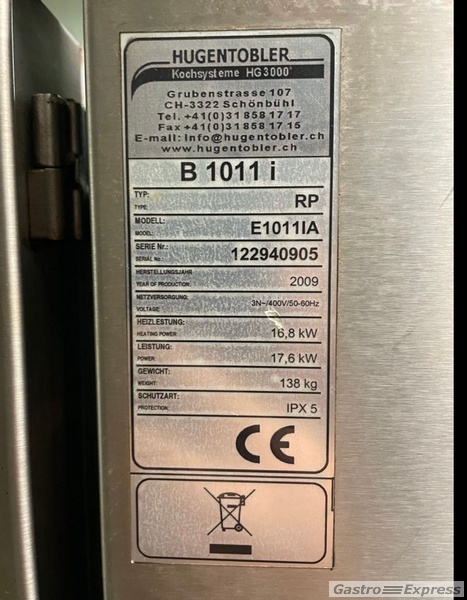 HUGENTOBLER
Kochsysteme HG3000®
Grubenstrasse 107
CH-3322 Schönbühl
Tel. +41(0)31 858 17 17
Fax +41(0)31 858 17 15
E-mail: Info@hugentobler.ch
www.hugentobler.ch
B 1011 i
TYP:
TYPE:
RP
MODELL:
MODEL:
E1011IA
SERIE Nr.:
SERIAL No
122940905
HERSTELLUNGSJAHR
YEAR OF PRODUCTION:
2009
NETZVERSORGUNG:
VOLTAGE:
3N~/400V/50-60Hz
HEIZLESTUNG:
HEATING POWER:
16,8 kW
LEISTUNG:
POWER:
17,6 kW
GEWICHT:
WEIGHT:
138 kg
SCHUTZART:
PROTECTION:
IPX 5
CE
Gastro Express